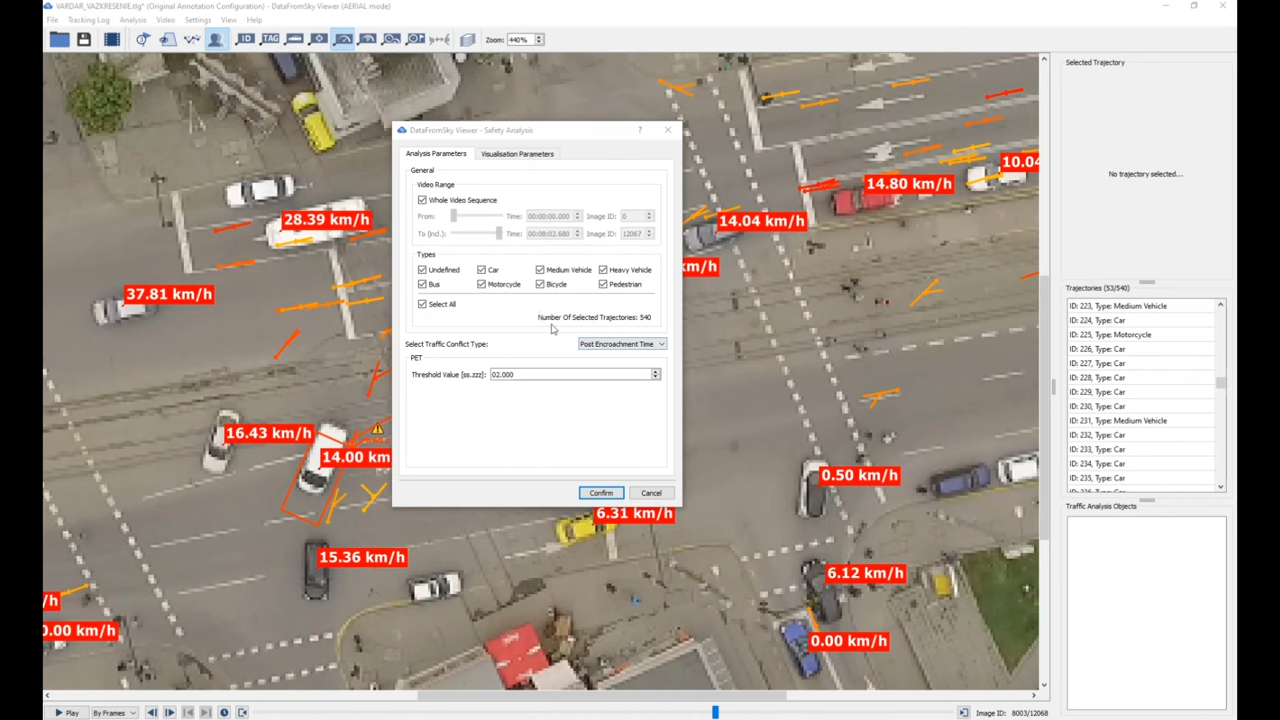 VARDAR_VAZKRESENIE.tlg* (Original Annotation Configuration) - DataFromSky Viewer (AERIAL mode)
File Tracking Log Analysis Video Settings View Help
ID TAG Zoom: 440%
DataFromSky Viewer - Safety Analysis ?
Analysis Parameters Visualisation Parameters
General
Video Range
Whole Video Sequence
From: Time: 00:00:00.000 Image ID: 0
To (incl.): Time: 00:08:02.680 Image ID: 12067
Types
Undefined Car Medium Vehicle Heavy Vehicle
Bus Motorcycle Bicycle Pedestrian
Select All
Number Of Selected Trajectories: 540
Select Traffic Conflict Type: Post Encroachment Time
PET
Threshold Value [ss.zzz]: 02.000
Confirm Cancel
28.39 km/h
37.81 km/h
16.43 km/h
14.00 km
15.36 km/h
/h
0.00 km/h
14.80 km/h
10.04
14.04 km/h
km/h
0.50 km/h
6.31 km/h
6.12 km/h
0.00 km/h
Selected Trajectory
No trajectory selected...
Trajectories (53/540)
ID: 223, Type: Medium Vehicle
ID: 224, Type: Car
ID: 225, Type: Motorcycle
ID: 226, Type: Car
ID: 227, Type: Car
ID: 228, Type: Car
ID: 229, Type: Car
ID: 230, Type: Car
ID: 231, Type: Medium Vehicle
ID: 232, Type: Car
ID: 233, Type: Car
ID: 234, Type: Car
ID: 235, Type: Car
Traffic Analysis Objects
Play By Frames Image ID: 8003/12068